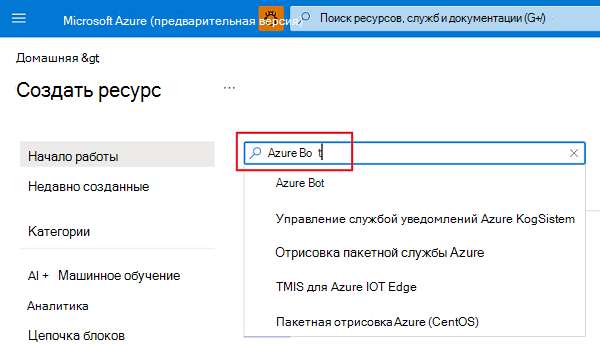 Microsoft Azure (предварительная версия)
Поиск ресурсов, служб и документации (G+/)
Домашняя &gt;
Создать ресурс
...
Начало работы
Недавно созданные
Категории
AI + Машинное обучение
Аналитика
Цепочка блоков
Azure Bo t
Azure Bot
Управление службой уведомлений Azure KogSistem
Отрисовка пакетной службы Azure
TMIS для Azure IOT Edge
Пакетная отрисовка Azure (CentOS)